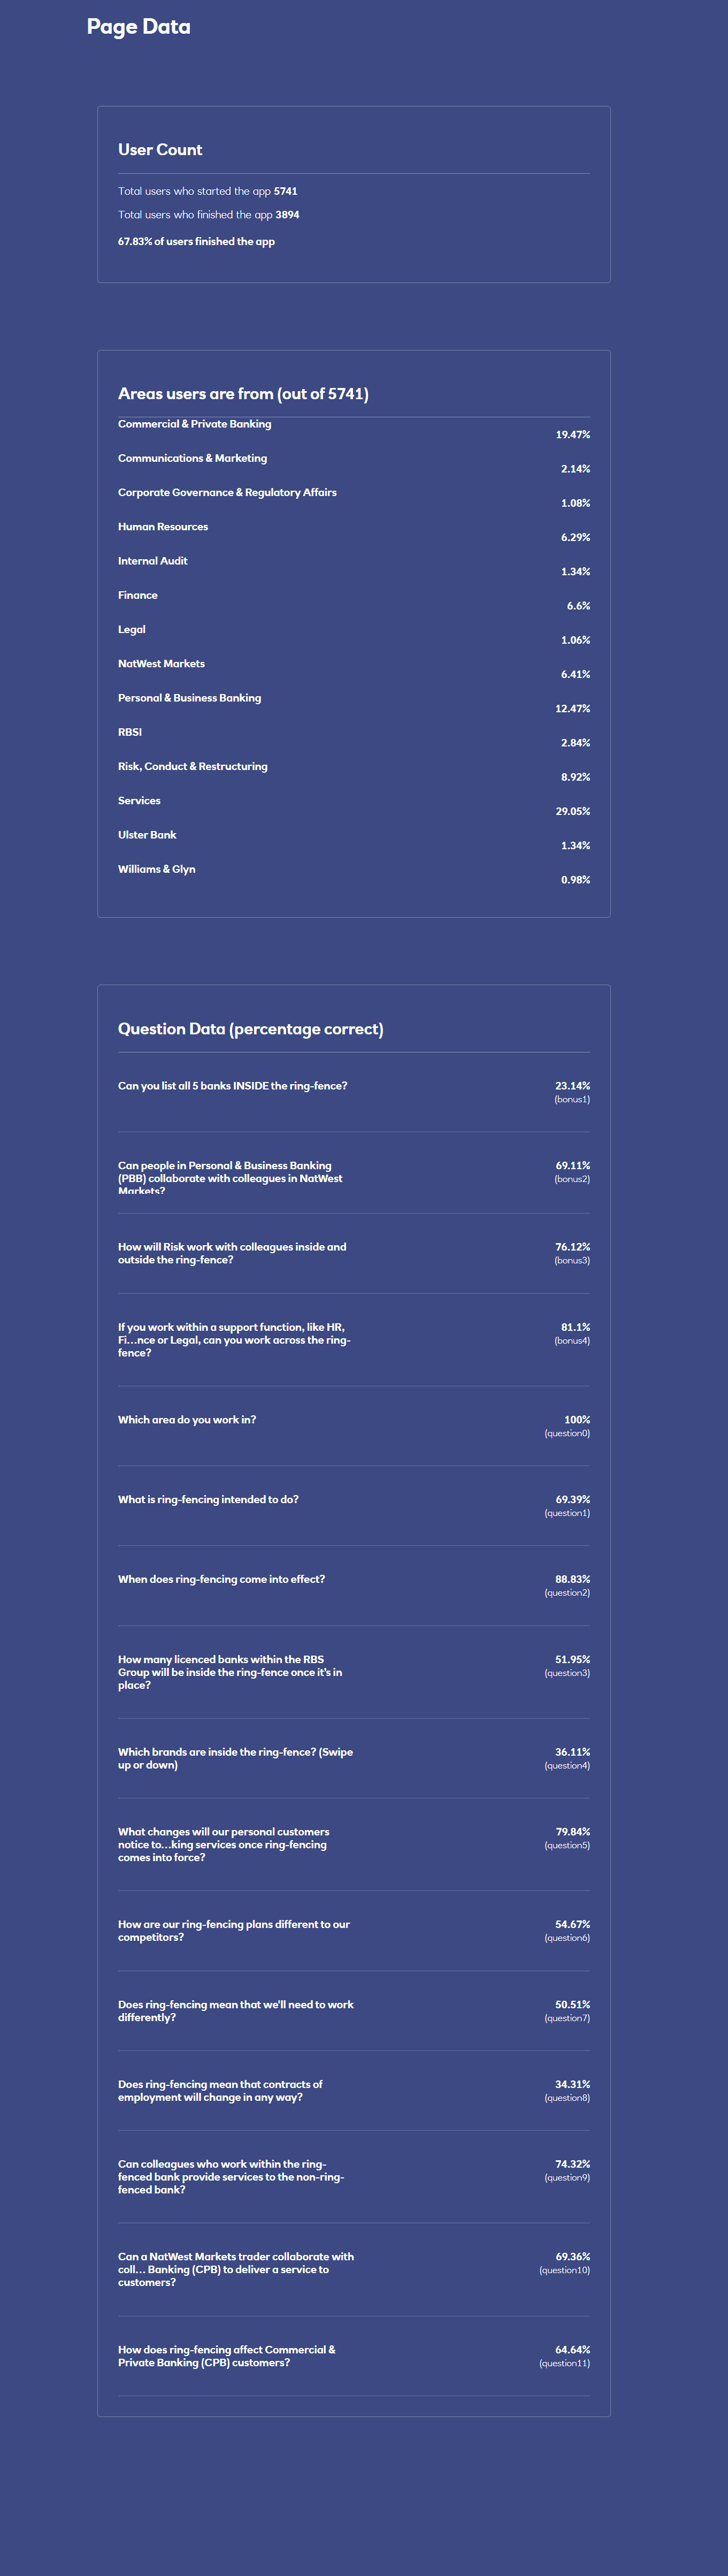 Page Data
User Count
Total users who started the app 5741
Total users who finished the app 3894
67.83% of users finished the app
Areas users are from (out of 5741)
Commercial & Private Banking
19.47%
Communications & Marketing
2.14%
Corporate Governance & Regulatory Affairs
1.08%
Human Resources
6.29%
Internal Audit
1.34%
Finance
6.6%
Legal
1.06%
NatWest Markets
6.41%
Personal & Business Banking
12.47%
RBSI
2.84%
Risk, Conduct & Restructuring
8.92%
Services
29.05%
Ulster Bank
1.34%
Williams & Glyn
0.98%
Question Data (percentage correct)
Can you list all 5 banks INSIDE the ring-fence? 23.14%
(bonus1)
Can people in Personal & Business Banking 69.11%
(PBB) collaborate with colleagues in NatWest (bonus2)
Markets?
How will Risk work with colleagues inside and 76.12%
outside the ring-fence? (bonus3)
If you work within a support function, like HR, 81.1%
Fi...nce or Legal, can you work across the ring- (bonus4)
fence?
Which area do you work in? 100%
(question0)
What is ring-fencing intended to do? 69.39%
(question1)
When does ring-fencing come into effect? 88.83%
(question2)
How many licenced banks within the RBS 51.95%
Group will be inside the ring-fence once it's in (question3)
place?
Which brands are inside the ring-fence? (Swipe 36.11%
up or down) (question4)
What changes will our personal customers 79.84%
notice to...king services once ring-fencing (question5)
comes into force?
How are our ring-fencing plans different to our 54.67%
competitors? (question6)
Does ring-fencing mean that we'll need to work 50.51%
differently? (question7)
Does ring-fencing mean that contracts of 34.31%
employment will change in any way? (question8)
Can colleagues who work within the ring- 74.32%
fenced bank provide services to the non-ring- (question9)
fenced bank?
Can a NatWest Markets trader collaborate with 69.36%
coll... Banking (CPB) to deliver a service to (question10)
customers?
How does ring-fencing affect Commercial & 64.64%
Private Banking (CPB) customers? (question11)